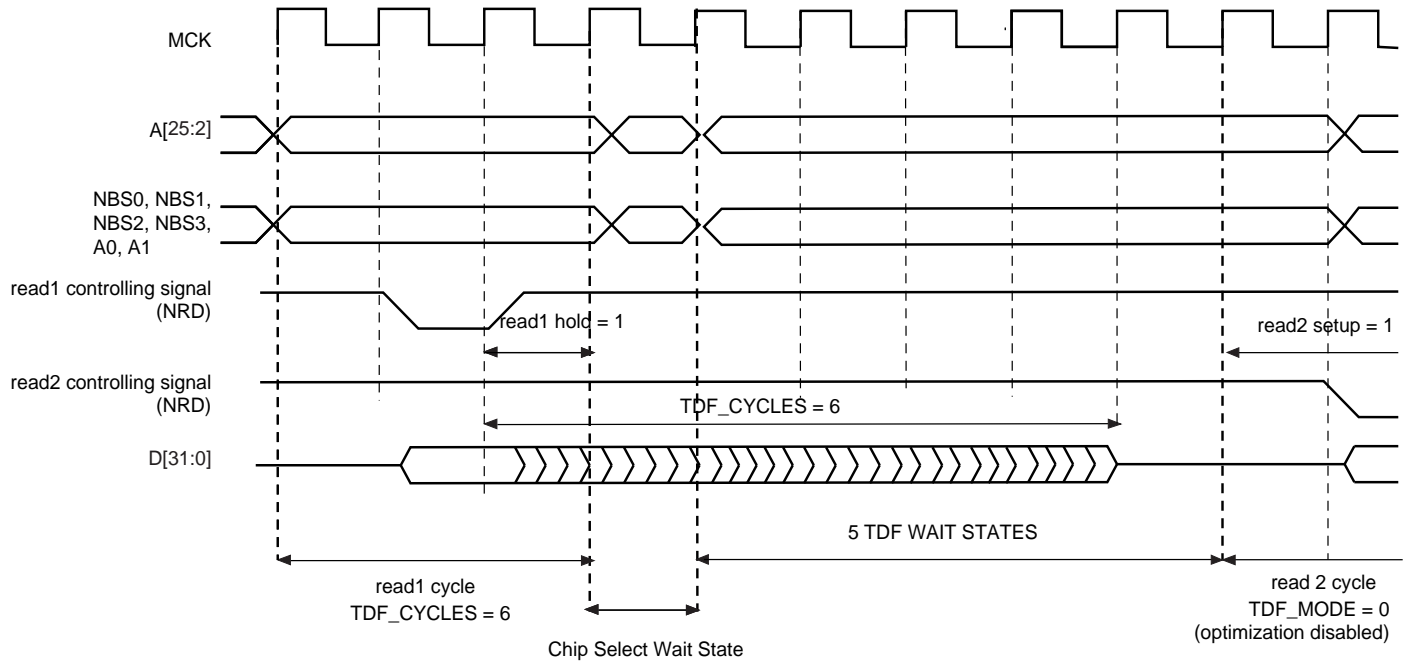 MCK
A[25:2]
NBS0, NBS1,
NBS2, NBS3,
A0, A1
read1 controlling signal
(NRD)
read1 hold = 1
read2 setup = 1
read2 controlling signal
(NRD)
TDF_CYCLES = 6
D[31:0]
5 TDF WAIT STATES
read1 cycle
TDF_CYCLES = 6
read 2 cycle
TDF_MODE = 0
(optimization disabled)
Chip Select Wait State